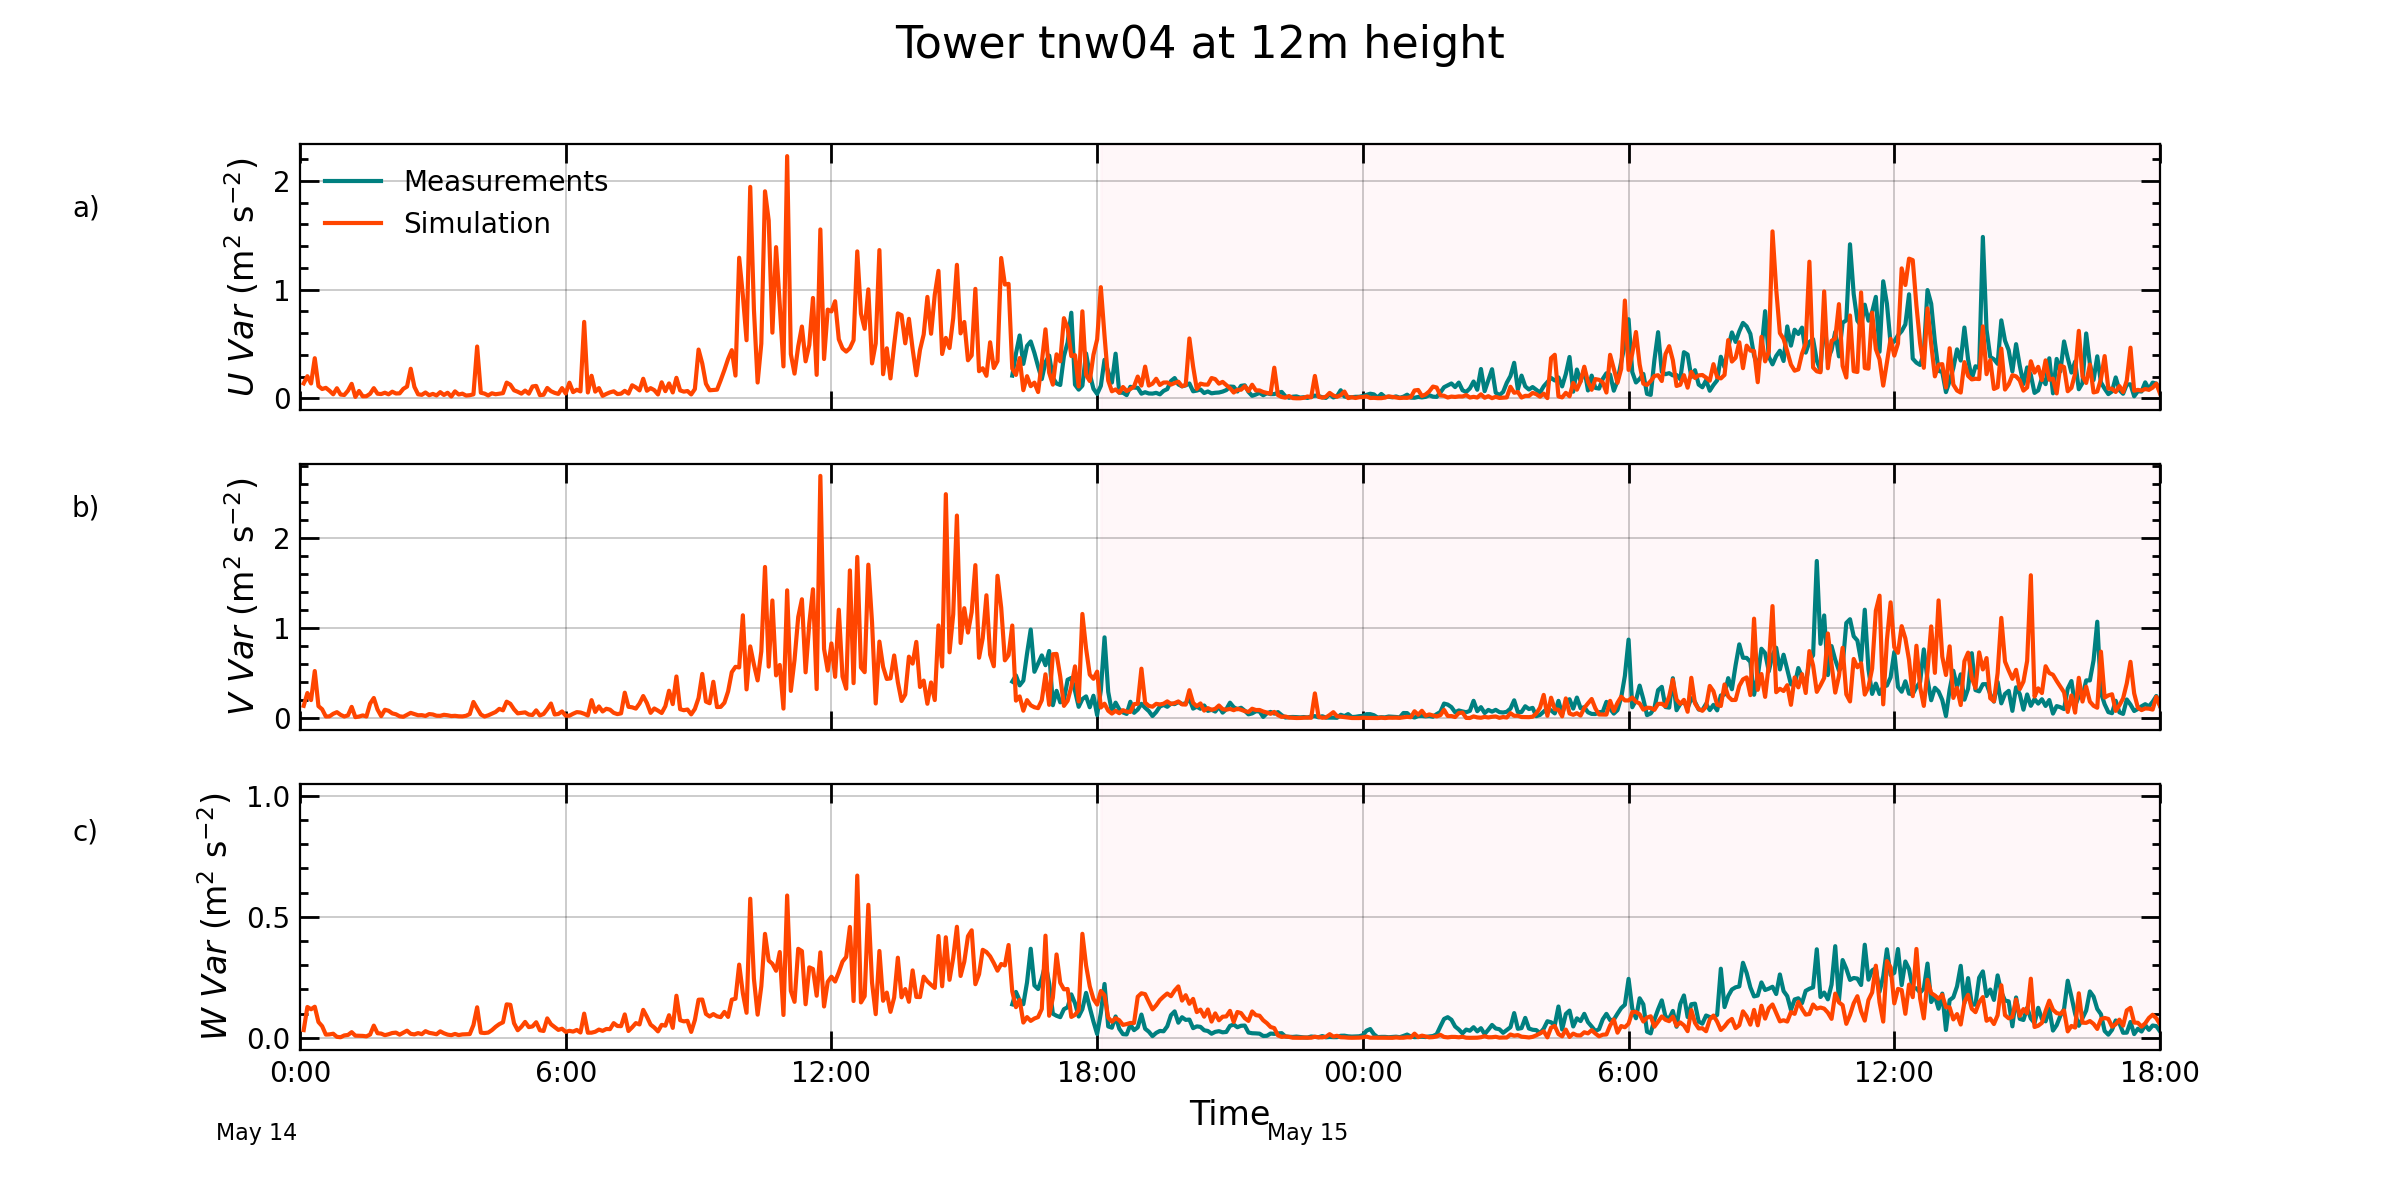 Tower tnw04 at 12m height
a)
U Var (m² s⁻²)
2
1
0
Measurements
Simulation
b)
V Var (m² s⁻²)
2
1
0
c)
W Var (m² s⁻²)
1.0
0.5
0.0
0:00 6:00 12:00 18:00 00:00 6:00 12:00 18:00
Time
May 14 May 15